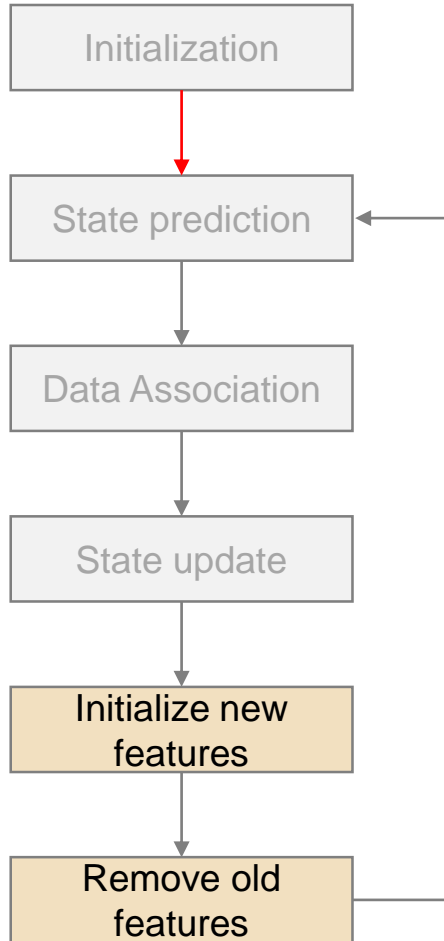 Initialization
State prediction
Data Association
State update
Initialize new
features
Remove old
features